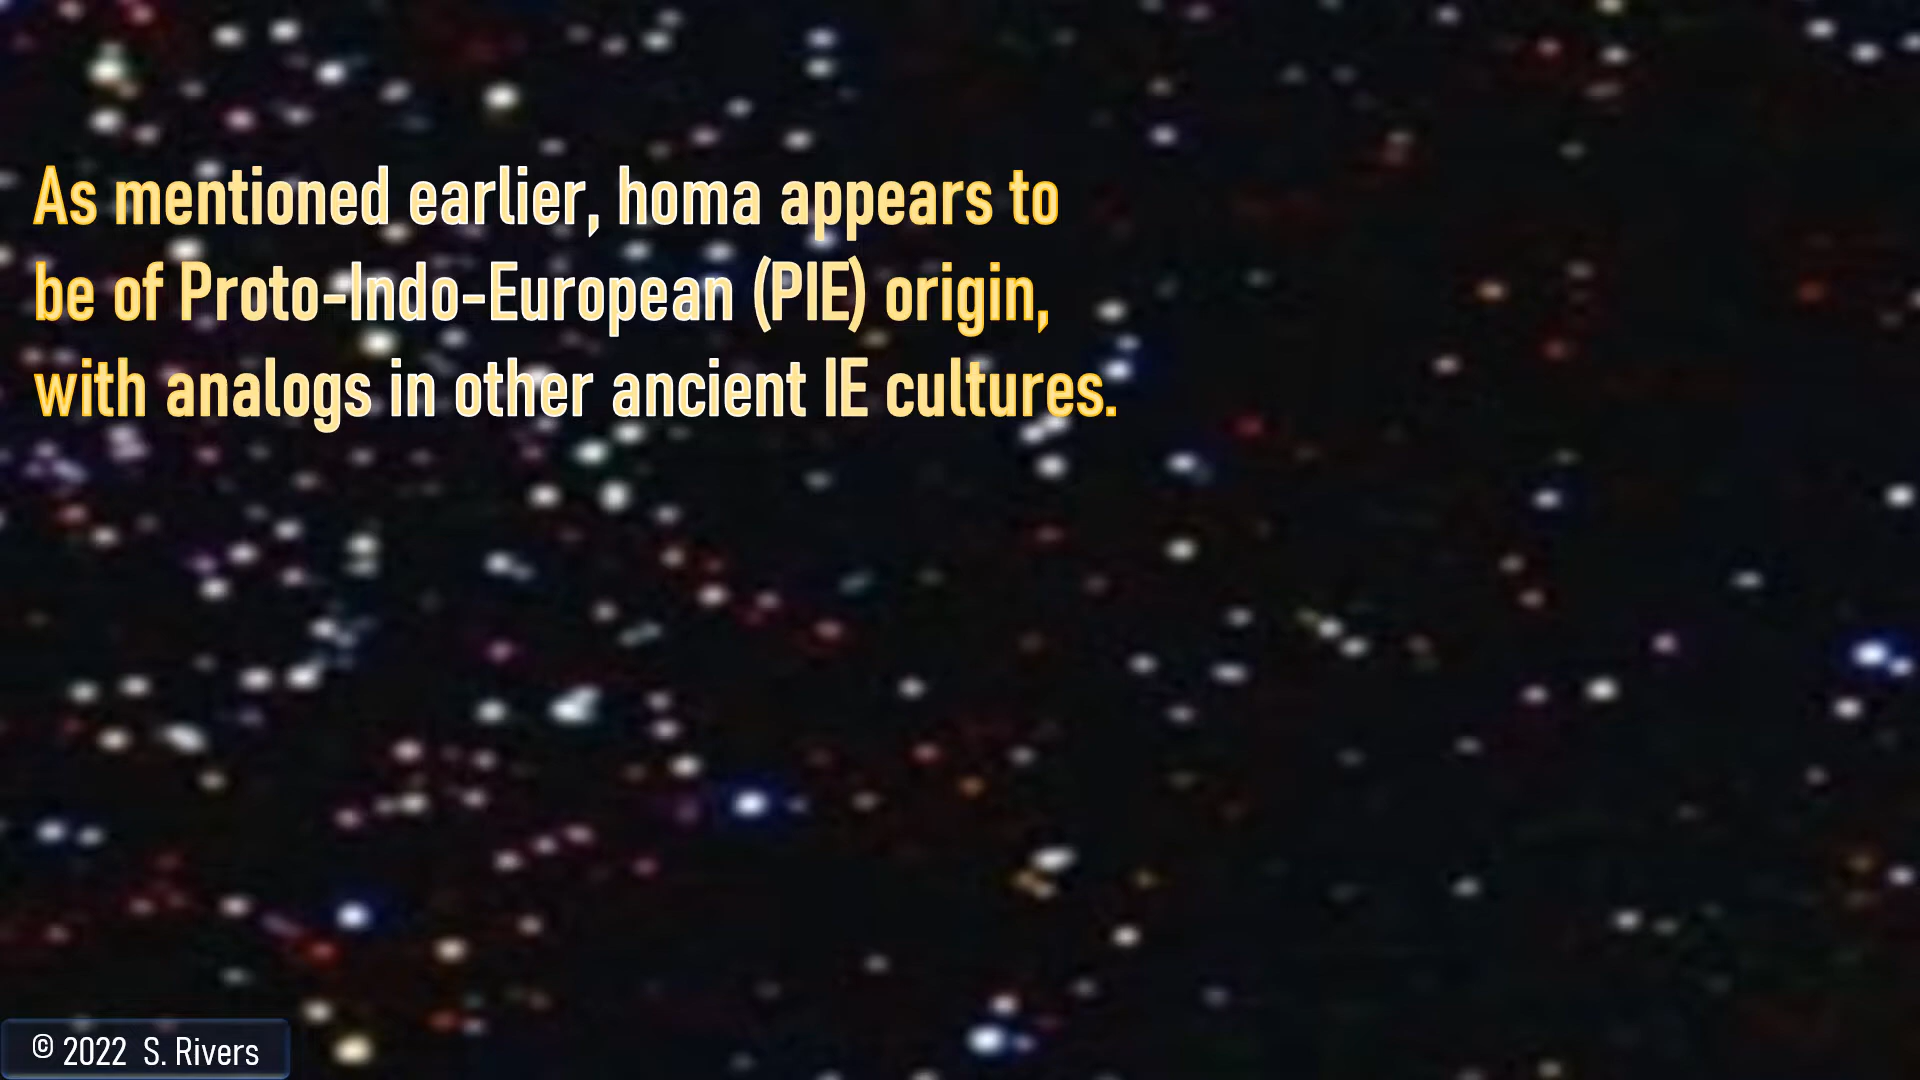 As mentioned earlier, homa appears to
be of Proto-Indo-European (PIE) origin,
with analogs in other ancient IE cultures.
© 2022 S. Rivers